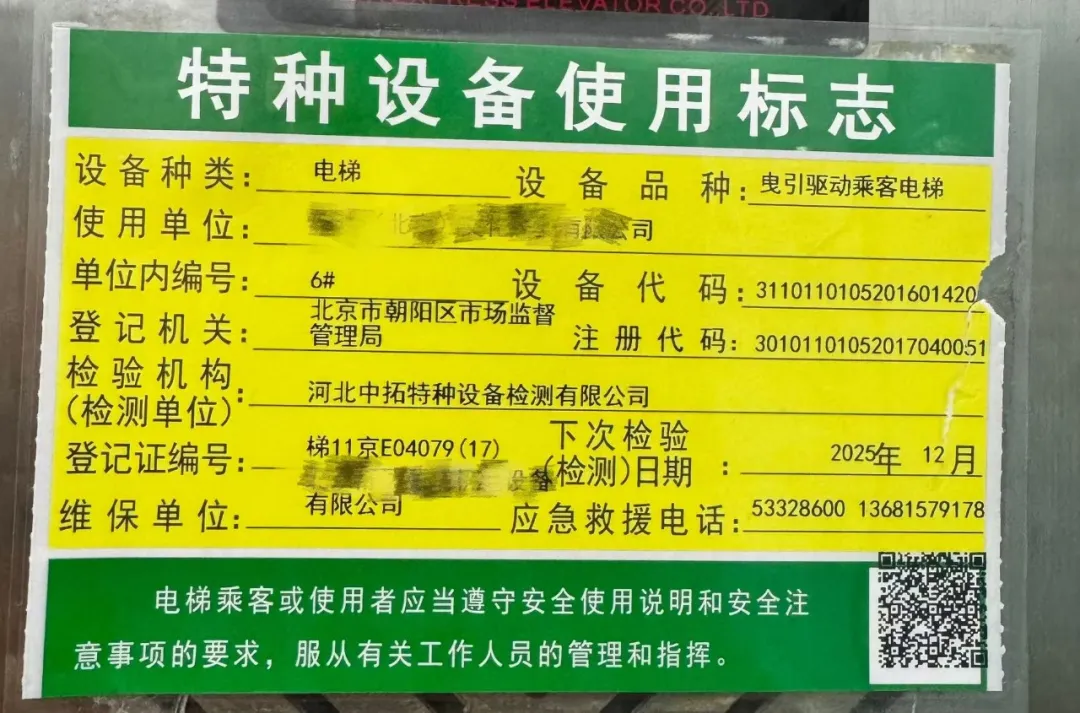 EXPRESS ELEVATOR CO.,LTD.
特种设备使用标志
设备种类: 电梯 设备品种: 曳引驱动乘客电梯
使用单位: 北 有限公司
单位内编号: 6# 设备代码: 3110110105201601420
登记机关: 北京市朝阳区市场监督
管理局 注册代码: 30101101052017040051
检验机构
(检测单位): 河北中拓特种设备检测有限公司
登记证编号: 梯11京E04079(17) 下次检验
(检测)日期: 2025年 12月
设备
维保单位: 有限公司 应急救援电话: 53328600 13681579178
电梯乘客或使用者应当遵守安全使用说明和安全注
意事项的要求，服从有关工作人员的管理和指挥。